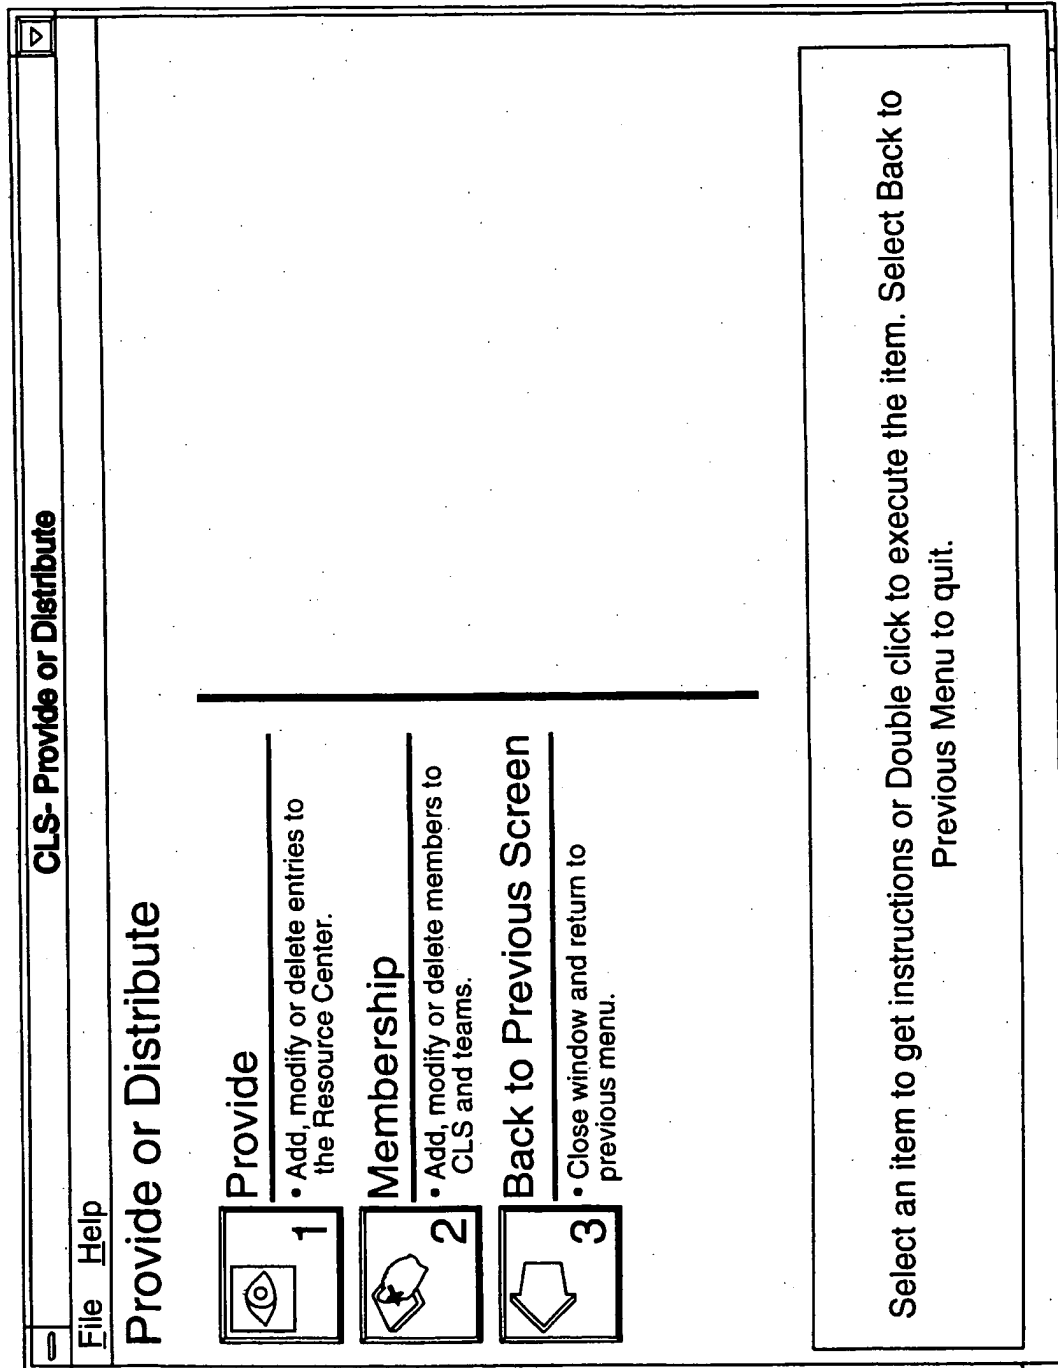 CLS- Provide or Distribute
File Help
Provide or Distribute
1
Provide
• Add, modify or delete entries to
the Resource Center.
2
Membership
• Add, modify or delete members to
CLS and teams.
3
Back to Previous Screen
• Close window and return to
previous menu.
Select an item to get instructions or Double click to execute the item. Select Back to
Previous Menu to quit.